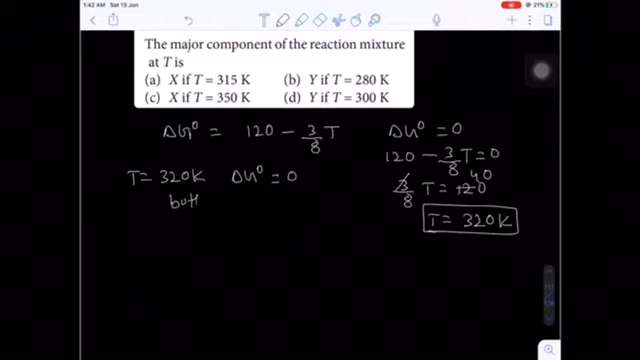 1:42 AM Sat 13 Jun
21%
The major component of the reaction mixture
at T is
(a) X if T = 315 K (b) Y if T = 280 K
(c) X if T = 350 K (d) Y if T = 300 K
ΔG° = 120 − 3/8 T
ΔG° = 0
120 − 3/8 T = 0
40
3/8 T = 120
T = 320K
T = 320K ΔG° = 0
both